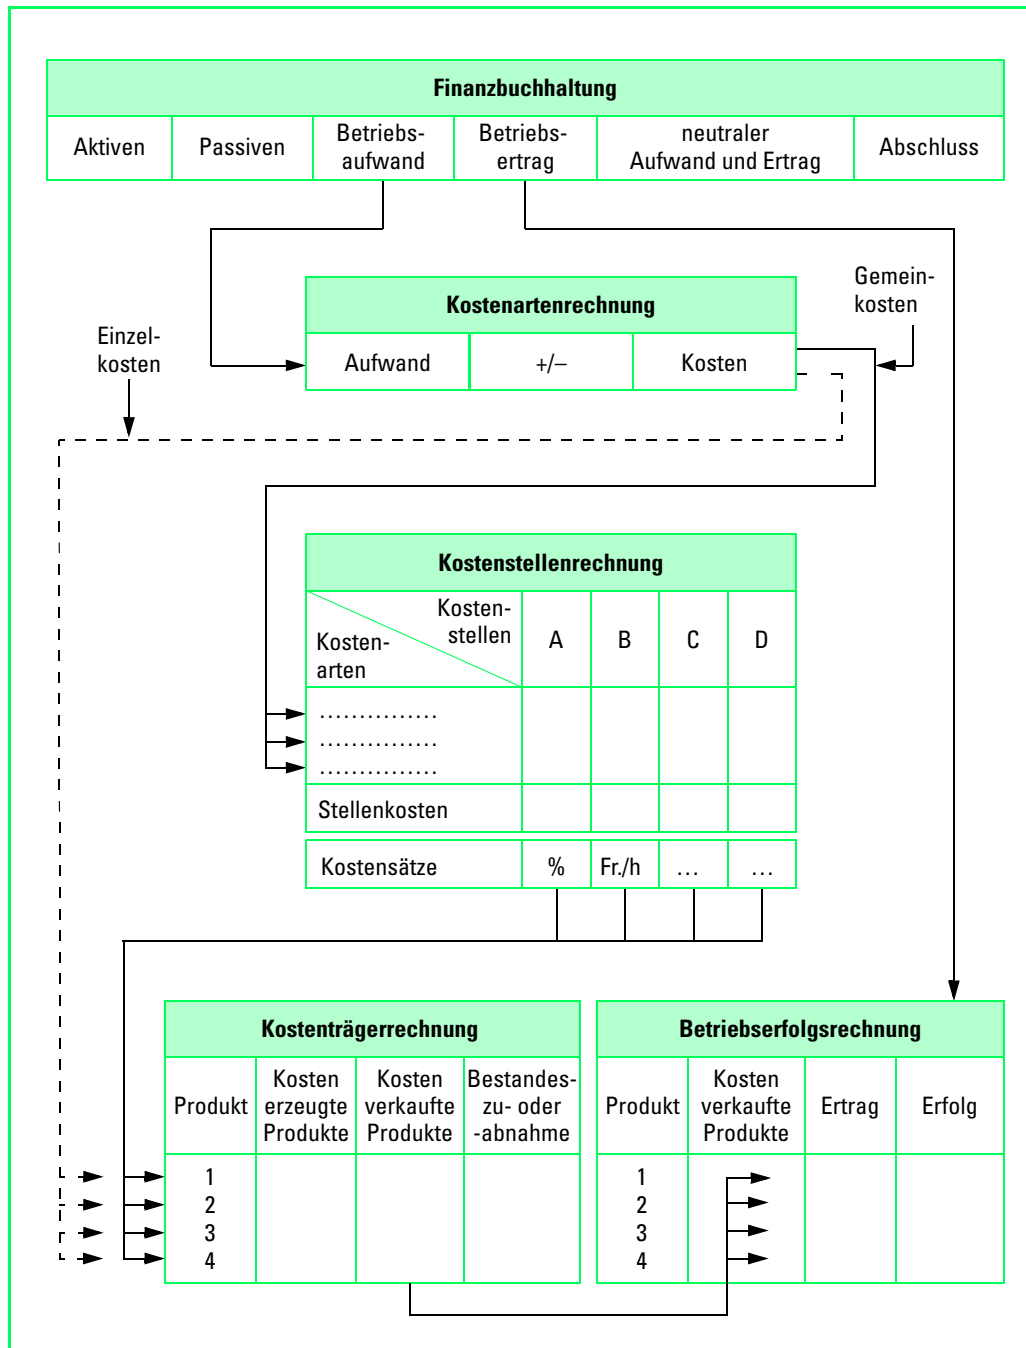 Finanzbuchhaltung
Aktiven
Passiven
Betriebs-
aufwand
Betriebs-
ertrag
neutraler
Aufwand und Ertrag
Abschluss
Gemein-
kosten
Einzel-
kosten
Kostenartenrechnung
Aufwand
+/–
Kosten
Kostenstellenrechnung
Kosten-
stellen
Kosten-
arten
A
B
C
D
...............
...............
...............
Stellenkosten
Kostensätze
%
Fr./h
...
...
Kostenträgerrechnung
Produkt
Kosten
erzeugte
Produkte
Kosten
verkaufte
Produkte
Bestandes-
zu- oder
-abnahme
1
2
3
4
Betriebserfolgsrechnung
Produkt
Kosten
verkaufte
Produkte
Ertrag
Erfolg
1
2
3
4